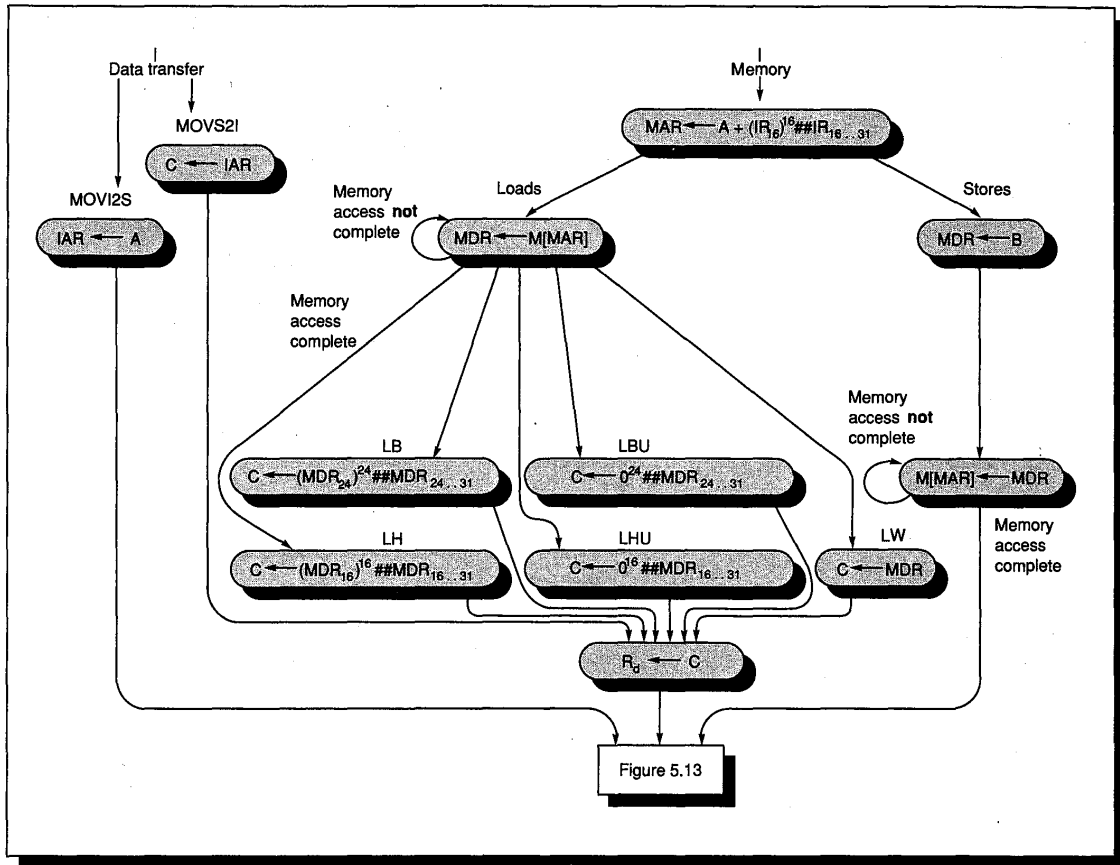 Data transfer
Memory
MOVS2I
MAR ← A + (IR₁₆)¹⁶##IR₁₆..₃₁
C ← IAR
Loads
Stores
Memory
access not
complete
MOVI2S
IAR ← A
MDR ← M[MAR]
MDR ← B
Memory
access
complete
Memory
access not
complete
LB
LBU
C ← (MDR₂₄)²⁴##MDR₂₄..₃₁
C ← 0²⁴##MDR₂₄..₃₁
M[MAR] ← MDR
Memory
access
complete
LH
LHU
LW
C ← (MDR₁₆)¹⁶##MDR₁₆..₃₁
C ← 0¹⁶##MDR₁₆..₃₁
C ← MDR
R_d ← C
Figure 5.13